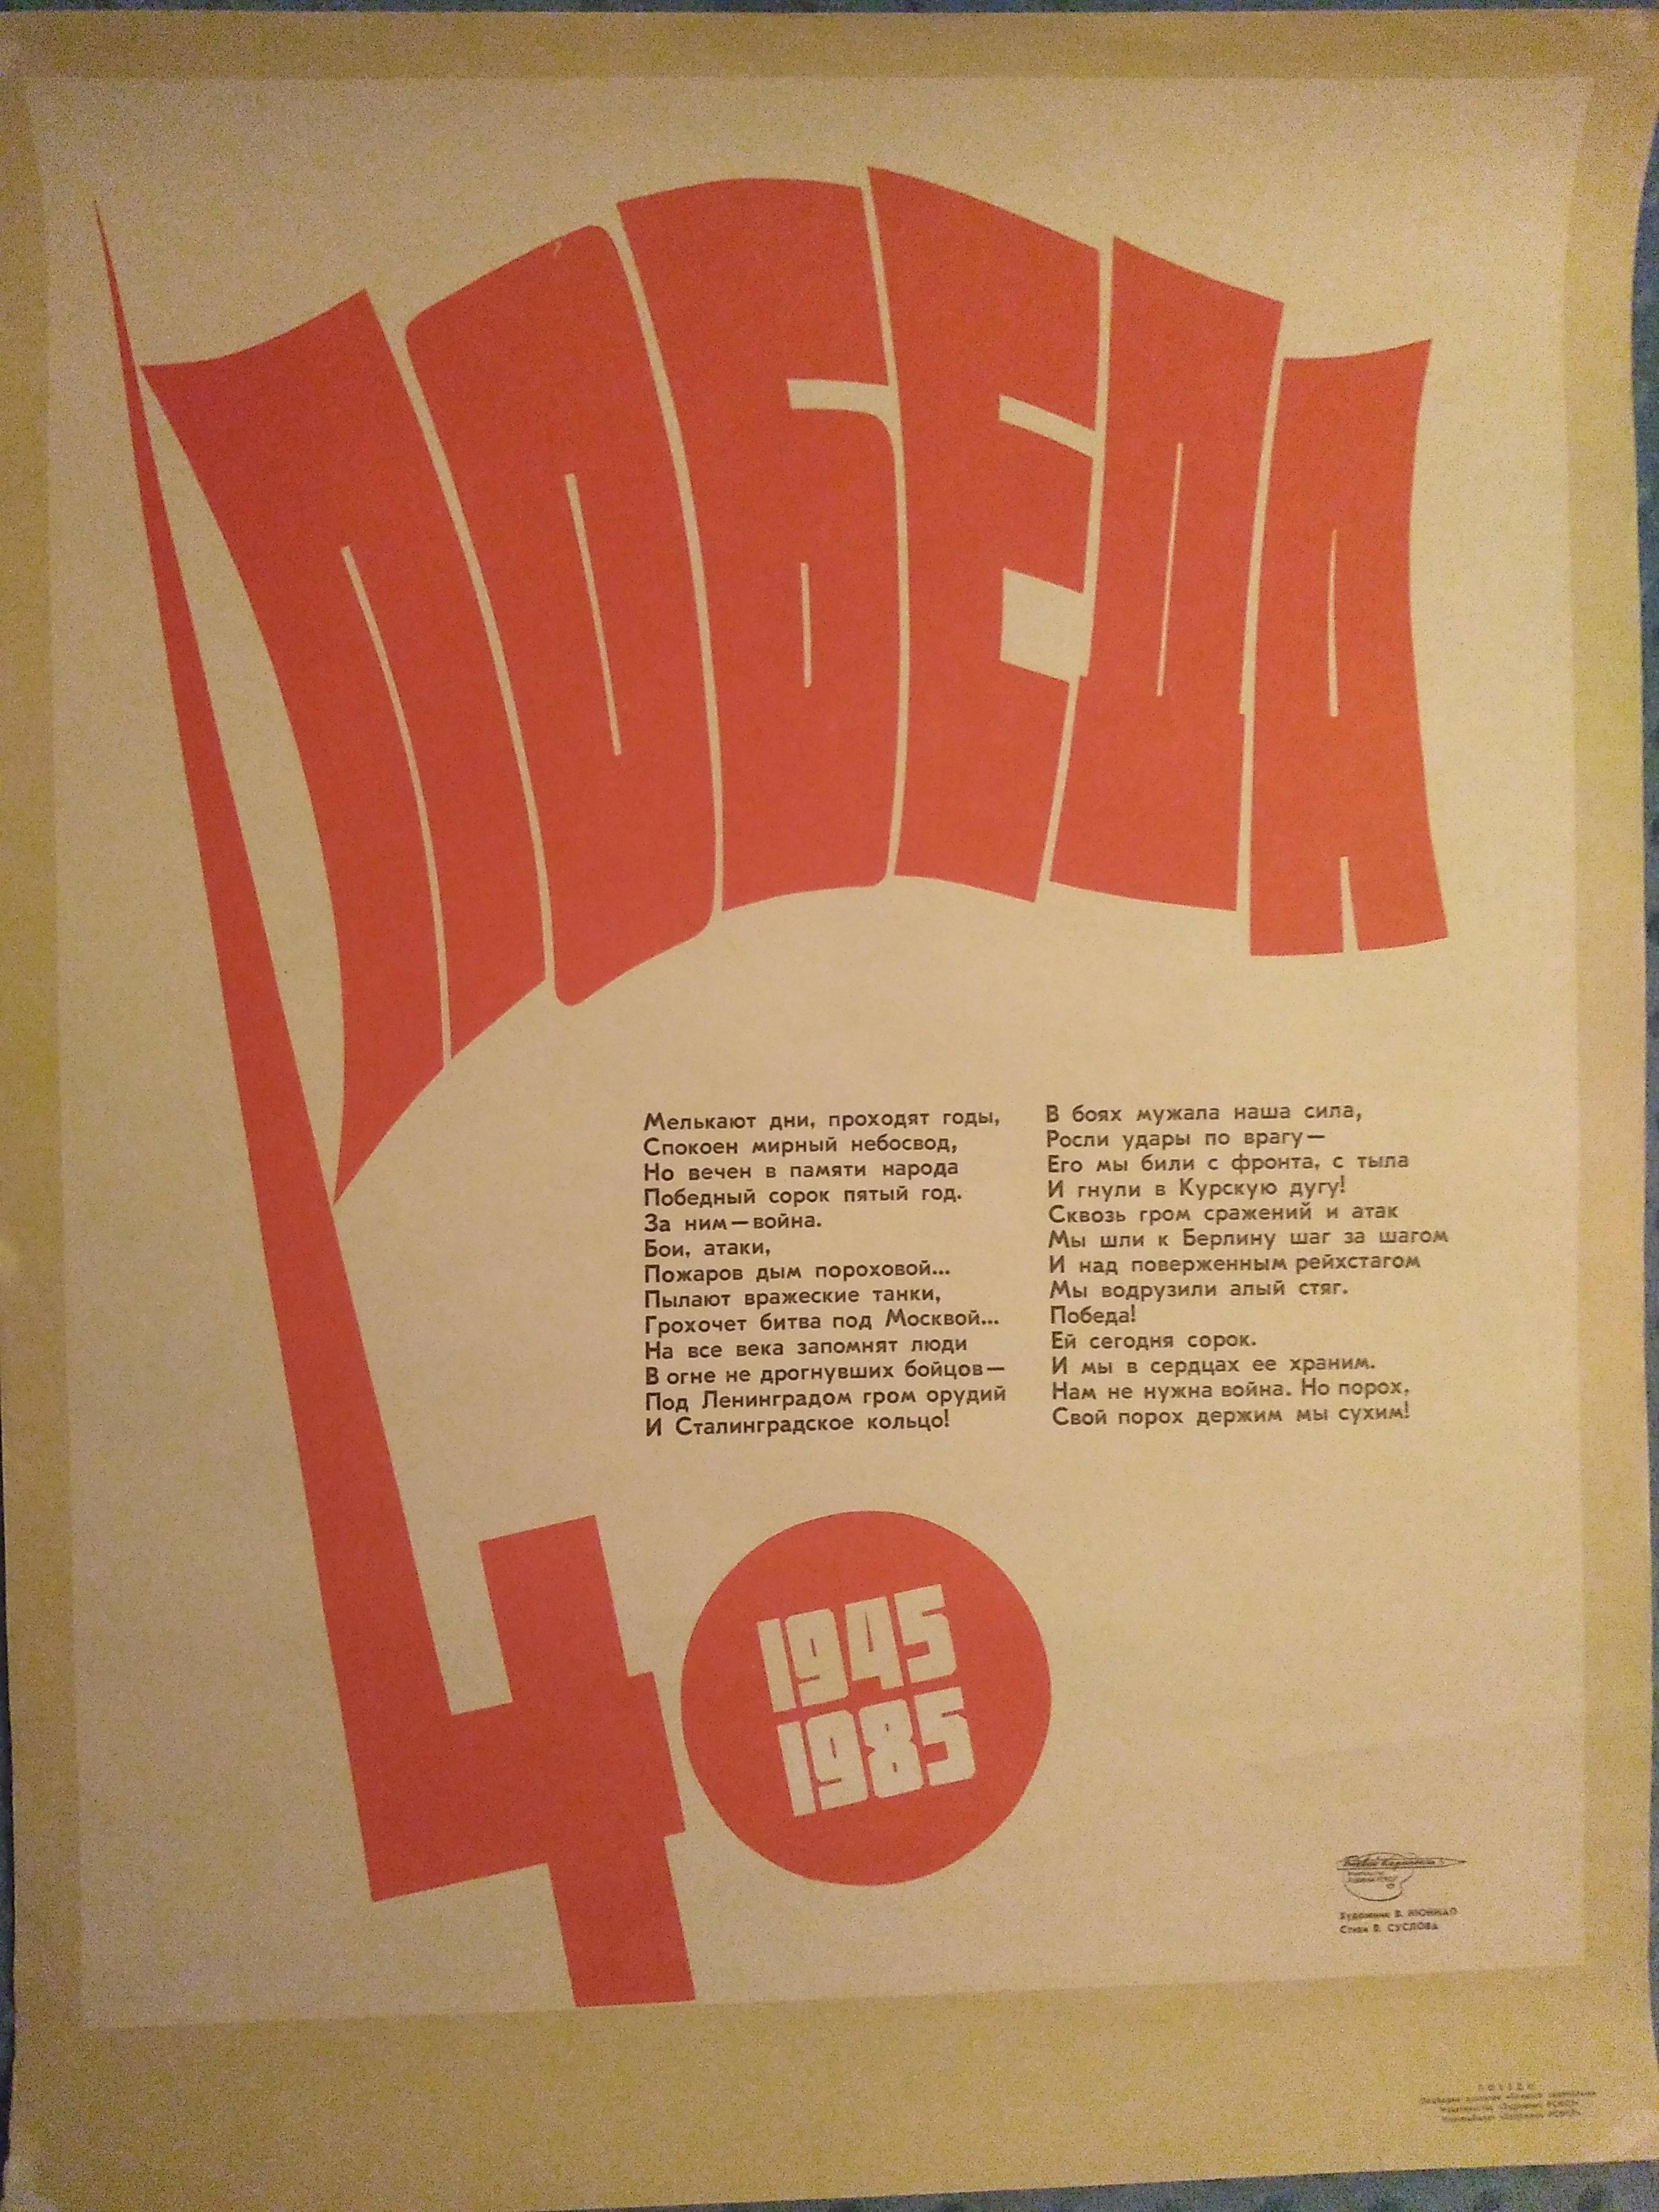 ПОБЕДА
Мелькают дни, проходят годы,
Спокоен мирный небосвод,
Но вечен в памяти народа
Победный сорок пятый год.
За ним — война.
Бои, атаки,
Пожаров дым пороховой...
Пылают вражеские танки,
Грохочет битва под Москвой...
На все века запомнят люди
В огне не дрогнувших бойцов —
Под Ленинградом гром орудий
И Сталинградское кольцо!
В боях мужала наша сила,
Росли удары по врагу —
Его мы били с фронта, с тыла
И гнули в Курскую дугу!
Сквозь гром сражений и атак
Мы шли к Берлину шаг за шагом
И над поверженным рейхстагом
Мы водрузили алый стяг.
Победа!
Ей сегодня сорок.
И мы в сердцах ее храним.
Нам не нужна война. Но порох,
Свой порох держим мы сухим!
40
1945
1985
Боевой Карандаш
Художник В.
Стихи В. СУСЛОВА
ПОБЕДА